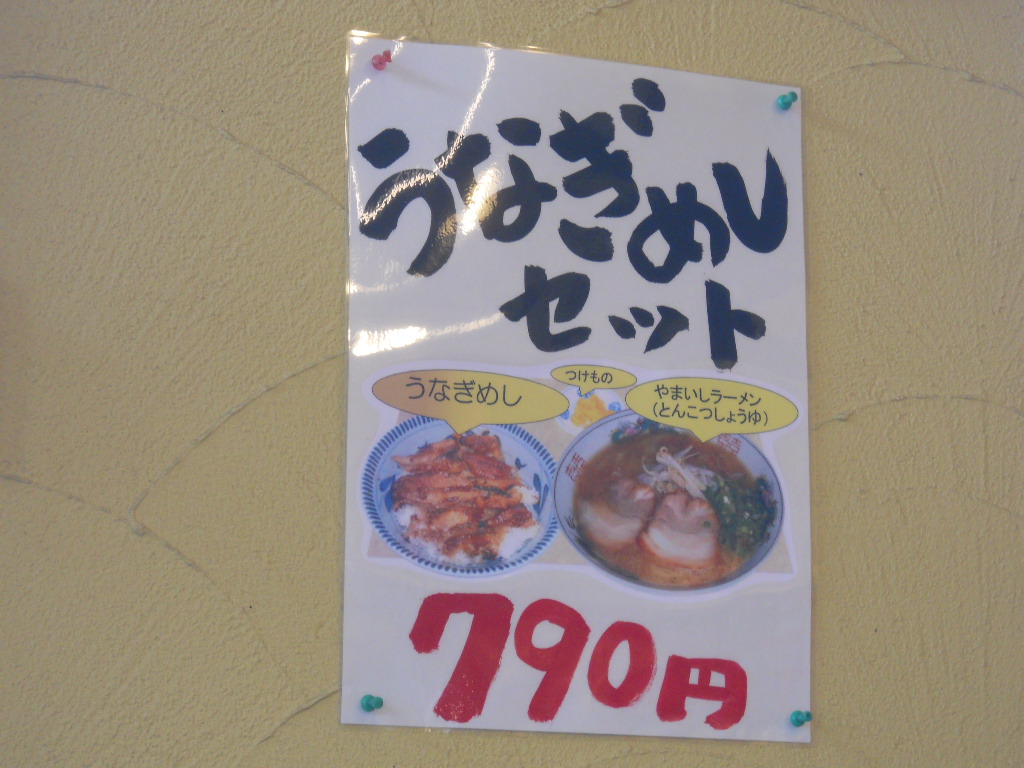 うなぎめし
セット
うなぎめし
つけもの
やまいしラーメン
(とんこつしょうゆ)
790円